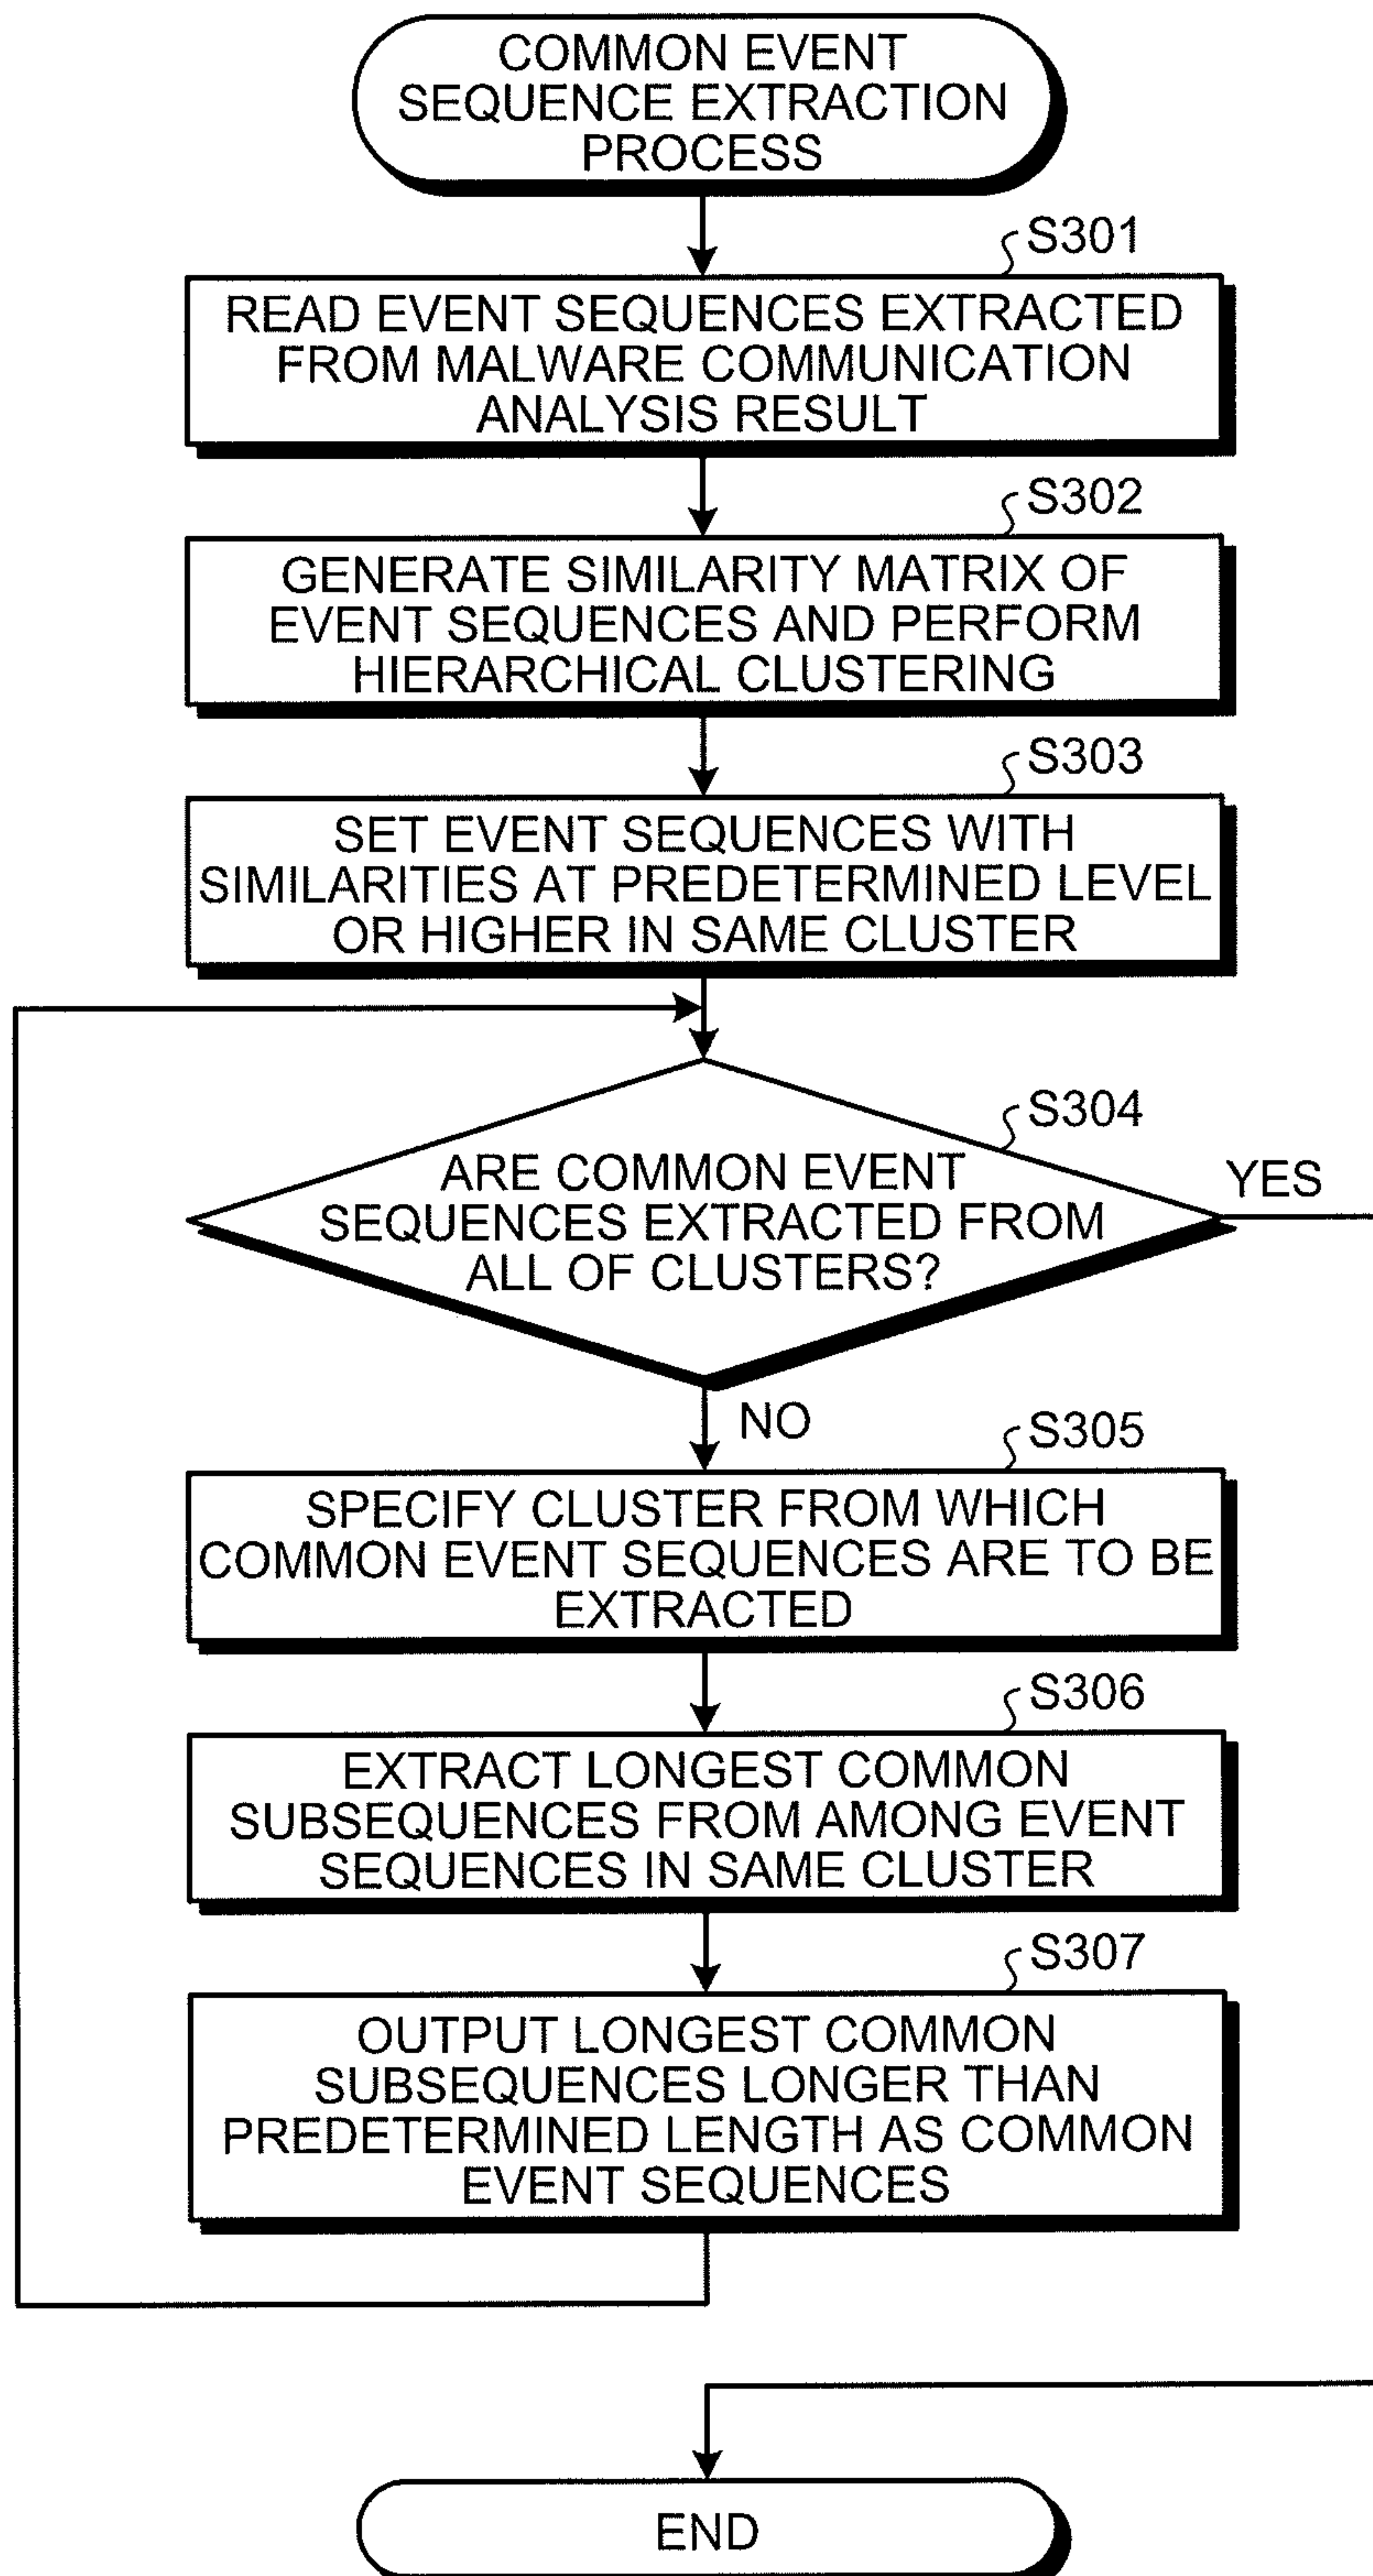 COMMON EVENT
SEQUENCE EXTRACTION
PROCESS
S301
READ EVENT SEQUENCES EXTRACTED
FROM MALWARE COMMUNICATION
ANALYSIS RESULT
S302
GENERATE SIMILARITY MATRIX OF
EVENT SEQUENCES AND PERFORM
HIERARCHICAL CLUSTERING
S303
SET EVENT SEQUENCES WITH
SIMILARITIES AT PREDETERMINED LEVEL
OR HIGHER IN SAME CLUSTER
S304
ARE COMMON EVENT
SEQUENCES EXTRACTED FROM
ALL OF CLUSTERS?
YES
NO
S305
SPECIFY CLUSTER FROM WHICH
COMMON EVENT SEQUENCES ARE TO BE
EXTRACTED
S306
EXTRACT LONGEST COMMON
SUBSEQUENCES FROM AMONG EVENT
SEQUENCES IN SAME CLUSTER
S307
OUTPUT LONGEST COMMON
SUBSEQUENCES LONGER THAN
PREDETERMINED LENGTH AS COMMON
EVENT SEQUENCES
END